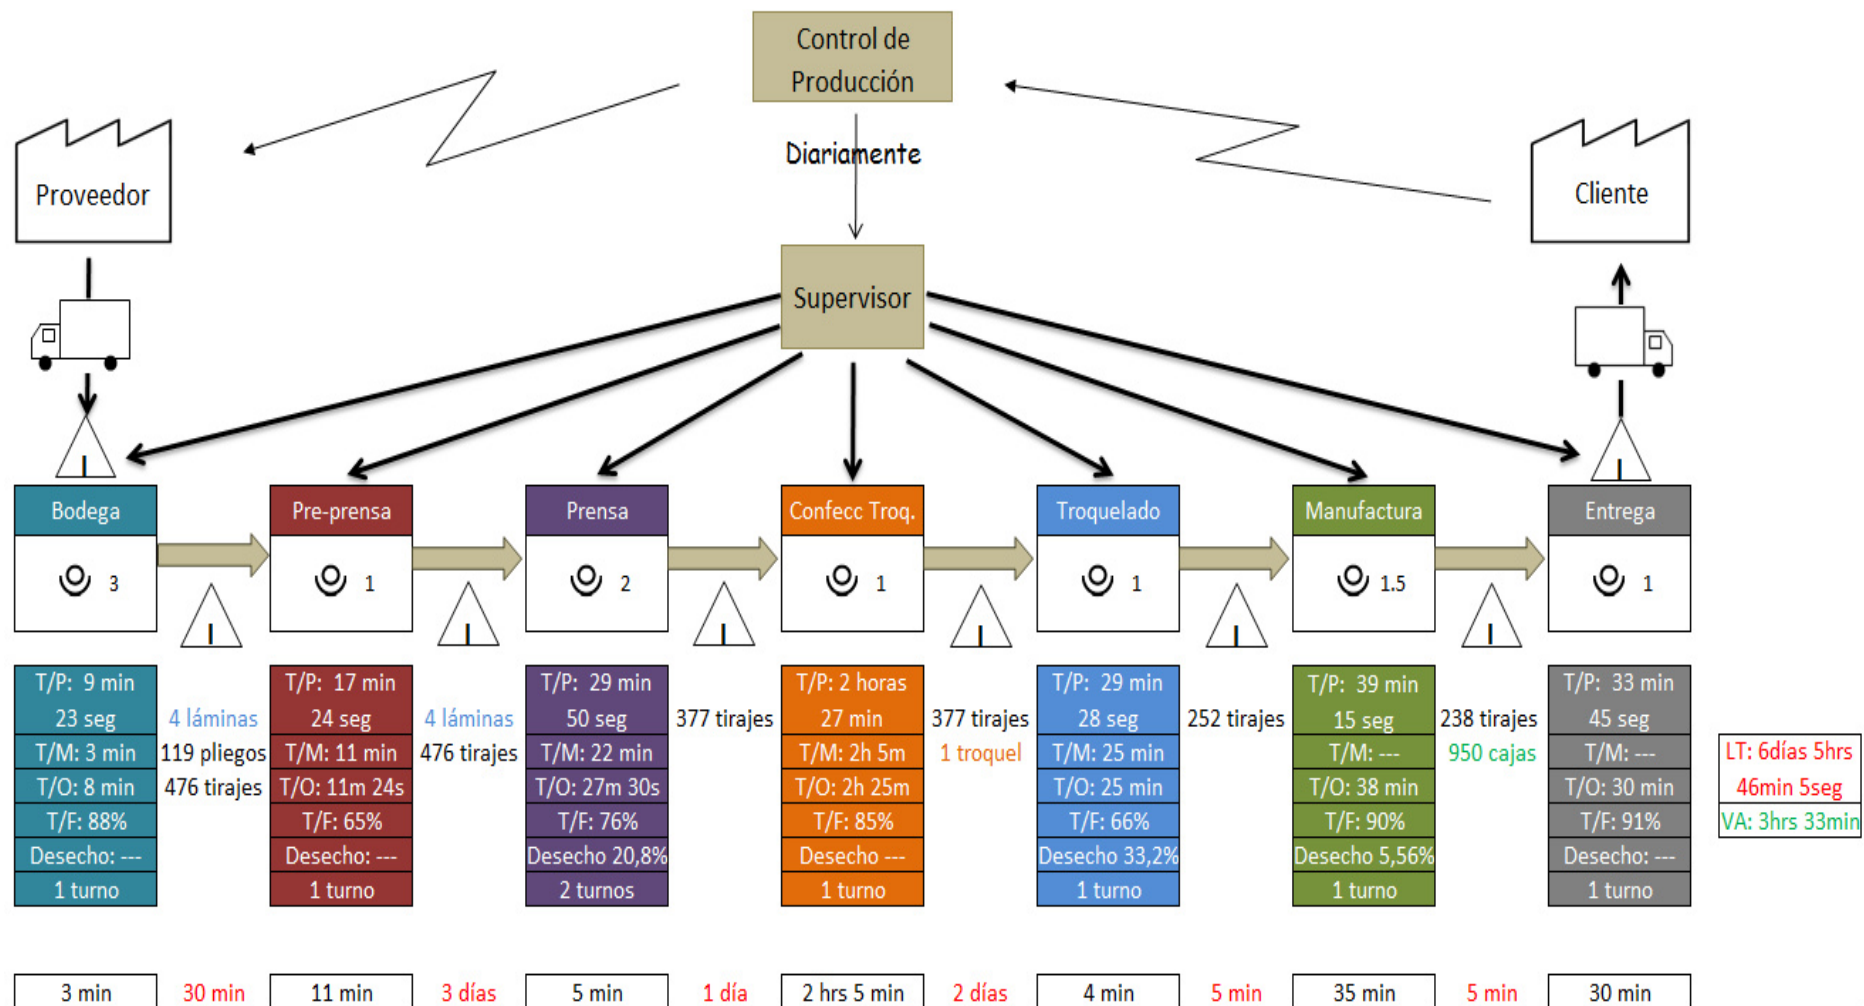 Control de
Producción
Diariamente
Proveedor
Cliente
Supervisor
I
I
Bodega
Pre-prensa
Prensa
Confecc Troq.
Troquelado
Manufactura
Entrega
3
1
2
1
1
1.5
1
I
I
I
I
I
I
T/P: 9 min
23 seg
T/M: 3 min
T/O: 8 min
T/F: 88%
Desecho: ---
1 turno
4 láminas
119 pliegos
476 tirajes
T/P: 17 min
24 seg
T/M: 11 min
T/O: 11m 24s
T/F: 65%
Desecho: ---
1 turno
4 láminas
476 tirajes
T/P: 29 min
50 seg
T/M: 22 min
T/O: 27m 30s
T/F: 76%
Desecho 20,8%
2 turnos
377 tirajes
T/P: 2 horas
27 min
T/M: 2h 5m
T/O: 2h 25m
T/F: 85%
Desecho ---
1 turno
377 tirajes
1 troquel
T/P: 29 min
28 seg
T/M: 25 min
T/O: 25 min
T/F: 66%
Desecho 33,2%
1 turno
252 tirajes
T/P: 39 min
15 seg
T/M: ---
T/O: 38 min
T/F: 90%
Desecho 5,56%
1 turno
238 tirajes
950 cajas
T/P: 33 min
45 seg
T/M: ---
T/O: 30 min
T/F: 91%
Desecho: ---
1 turno
LT: 6días 5hrs
46min 5seg
VA: 3hrs 33min
3 min
30 min
11 min
3 días
5 min
1 día
2 hrs 5 min
2 días
4 min
5 min
35 min
5 min
30 min